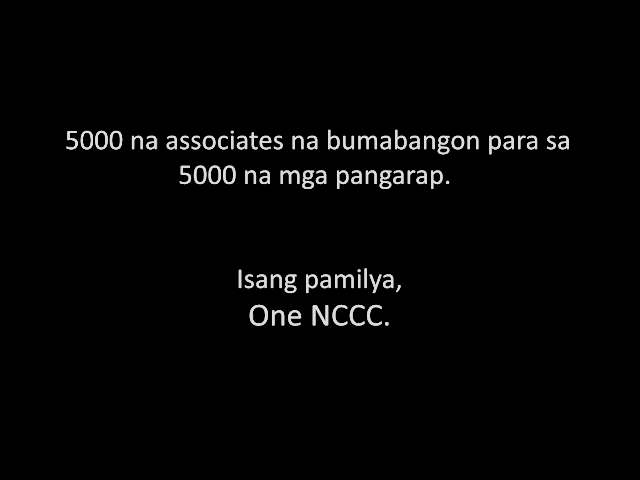 5000 na associates na bumabangon para sa
5000 na mga pangarap.
Isang pamilya,
One NCCC.